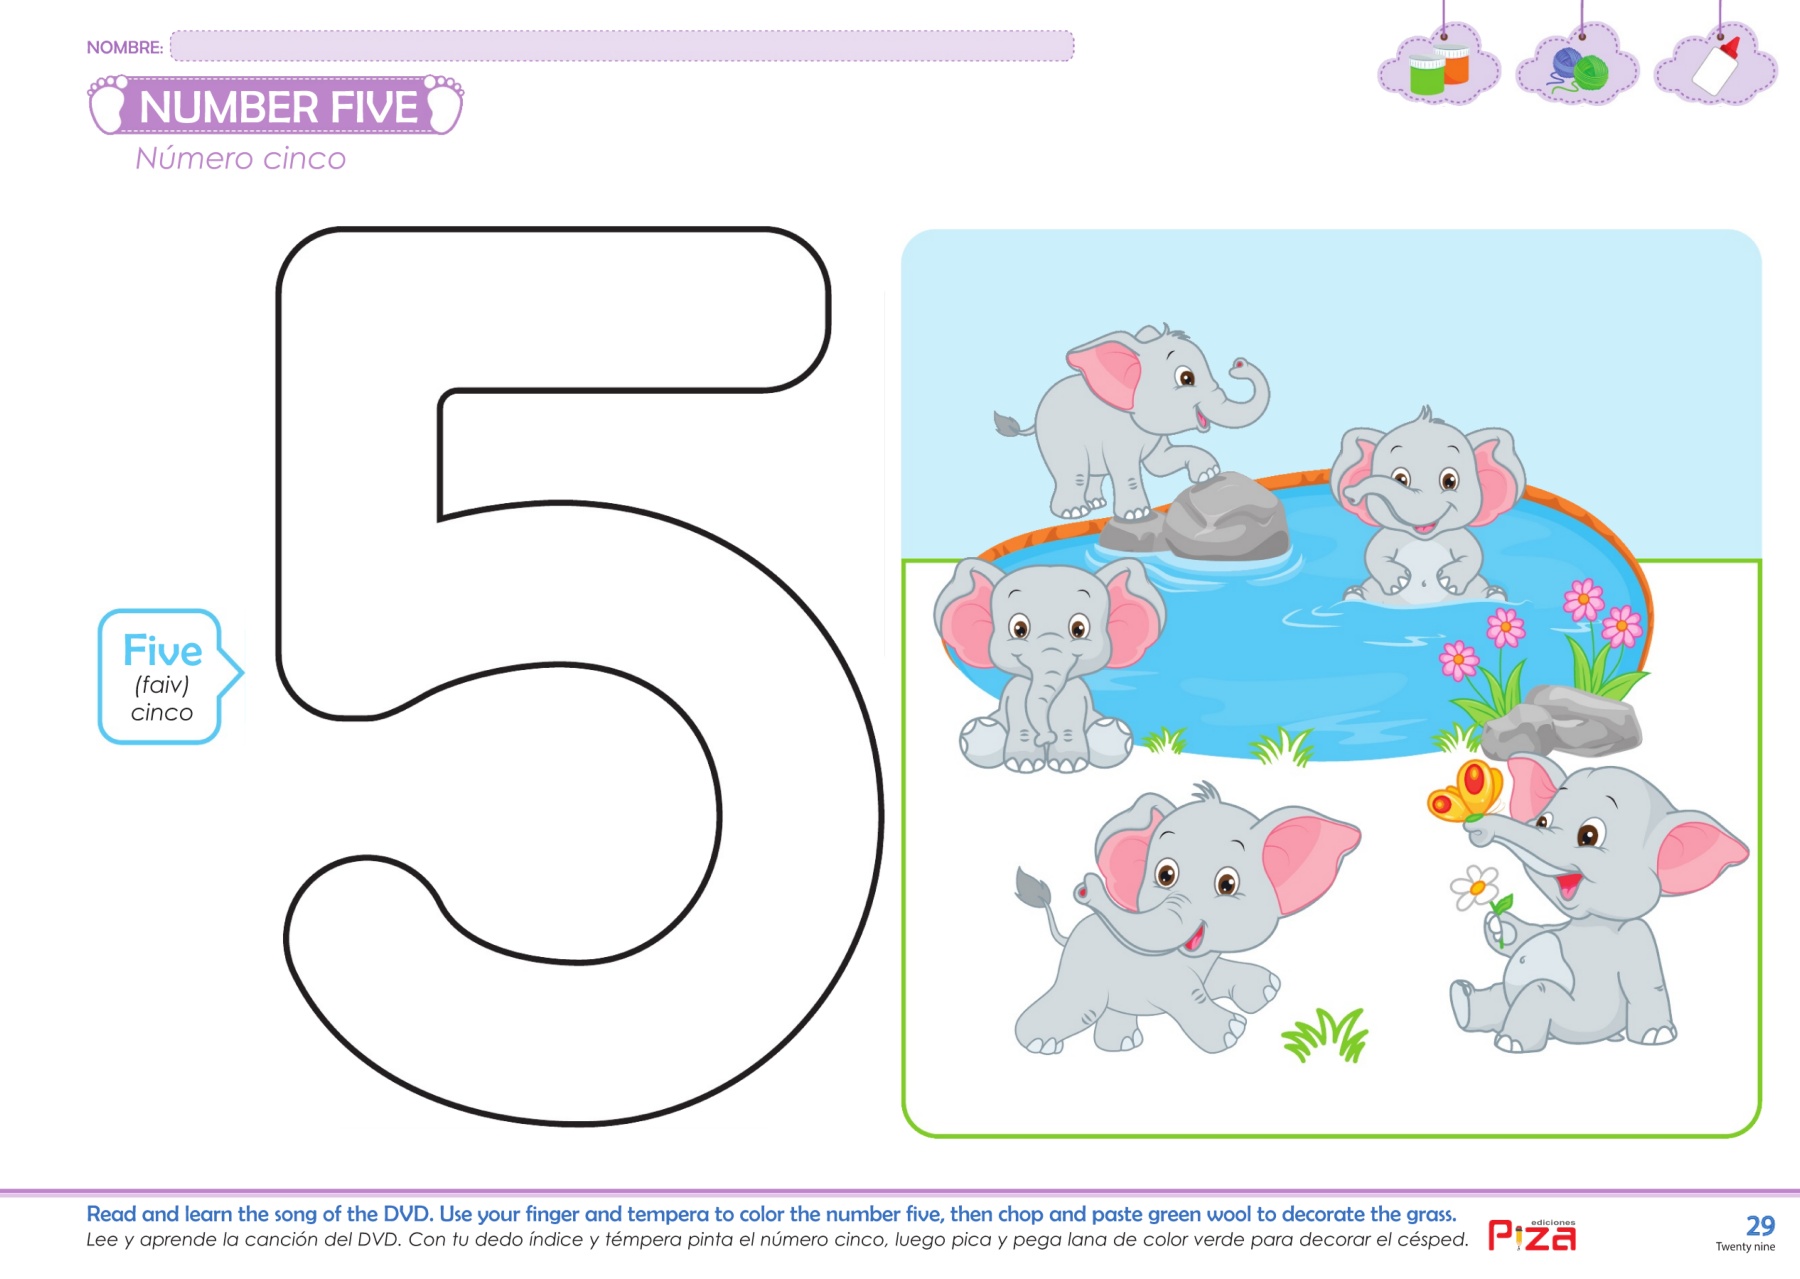 NOMBRE:
NUMBER FIVE
Número cinco
Five
(faiv)
cinco
Read and learn the song of the DVD. Use your finger and tempera to color the number five, then chop and paste green wool to decorate the grass.
Lee y aprende la canción del DVD. Con tu dedo índice y témpera pinta el número cinco, luego pica y pega lana de color verde para decorar el césped.
ediciones
Piza
29
Twenty nine